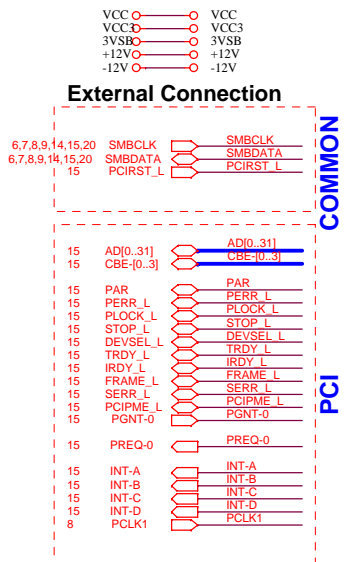 VCC VCC
VCC3 VCC3
3VSB 3VSB
+12V +12V
-12V -12V
External Connection
COMMON
6,7,8,9,14,15,20 SMBCLK SMBCLK
6,7,8,9,14,15,20 SMBDATA SMBDATA
15 PCIRST_L PCIRST_L
PCI
15 AD[0..31] AD[0..31]
15 CBE-[0..3] CBE-[0..3]
15 PAR PAR
15 PERR_L PERR_L
15 PLOCK_L PLOCK_L
15 STOP_L STOP_L
15 DEVSEL_L DEVSEL_L
15 TRDY_L TRDY_L
15 IRDY_L IRDY_L
15 FRAME_L FRAME_L
15 SERR_L SERR_L
15 PCIPME_L PCIPME_L
15 PGNT-0 PGNT-0
15 PREQ-0 PREQ-0
15 INT-A INT-A
15 INT-B INT-B
15 INT-C INT-C
15 INT-D INT-D
8 PCLK1 PCLK1